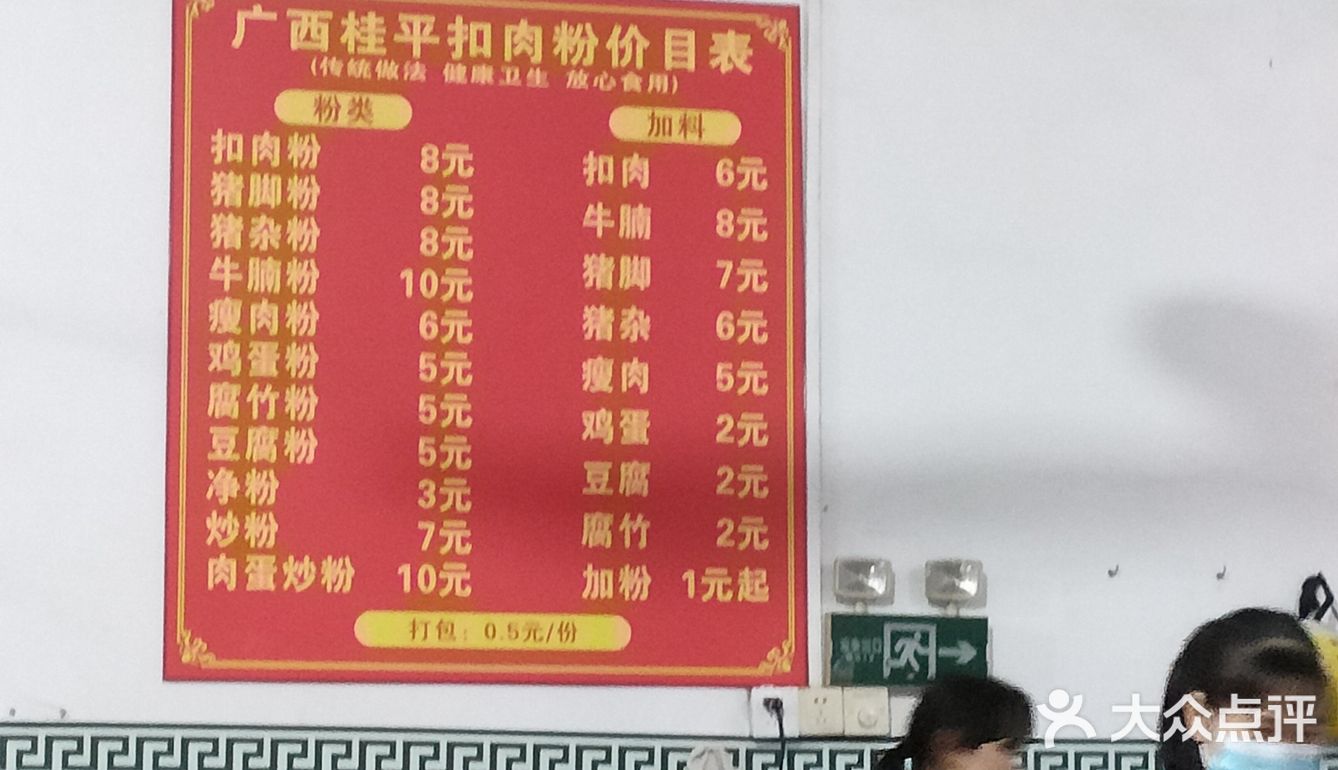 广西桂平扣肉粉价目表
(传统做法 健康卫生 放心食用)
粉类
扣肉粉 8元
猪脚粉 8元
猪杂粉 8元
牛腩粉 10元
瘦肉粉 6元
鸡蛋粉 5元
腐竹粉 5元
豆腐粉 5元
净粉 3元
炒粉 7元
肉蛋炒粉 10元
加料
扣肉 6元
牛腩 8元
猪脚 7元
猪杂 6元
瘦肉 5元
鸡蛋 2元
豆腐 2元
腐竹 2元
加粉 1元起
打包：0.5元/份
大众点评